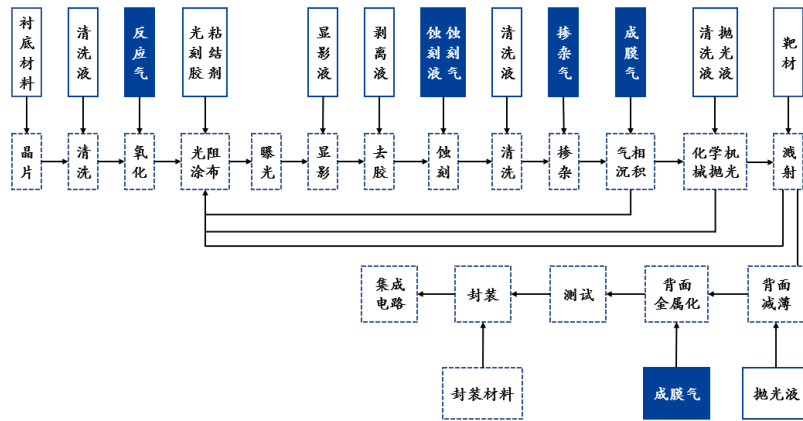 衬底材料
清洗液
反应气
光刻胶
粘结剂
显影液
剥离液
蚀刻液
蚀刻气
清洗液
掺杂气
成膜气
清洗液
抛光液
靶材
晶片
清洗
氧化
光阻
涂布
曝光
显影
去胶
蚀刻
清洗
掺杂
气相
沉积
化学机
械抛光
溅射
集成
电路
封装
测试
背面
金属化
背面
减薄
封装材料
成膜气
抛光液